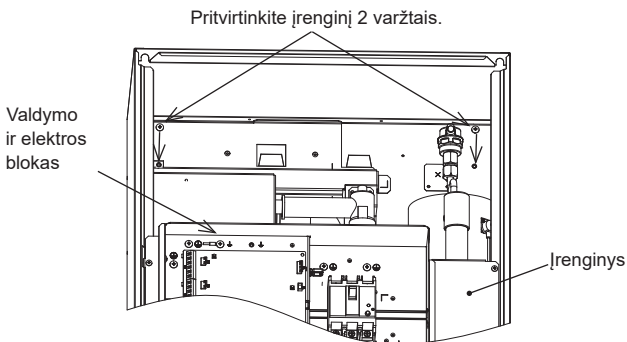 Pritvirtinkite įrenginį 2 varžtais.
Valdymo
ir elektros
blokas
Įrenginys